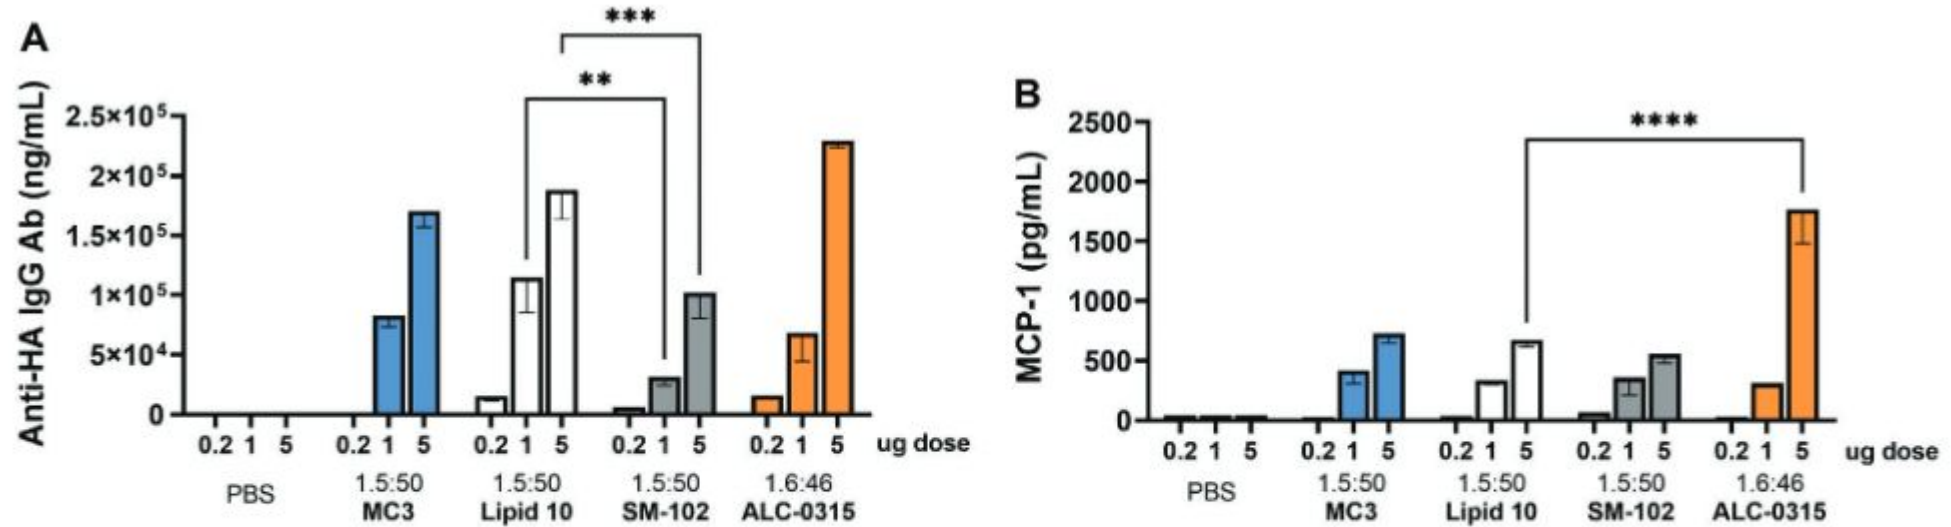 A
***
**
Anti-HA IgG Ab (ng/mL)
2.5×10⁵
2×10⁵
1.5×10⁵
1×10⁵
5×10⁴
0
0.2 1 5 0.2 1 5 0.2 1 5 0.2 1 5 0.2 1 5 ug dose
PBS 1.5:50 1.5:50 1.5:50 1.6:46
MC3 Lipid 10 SM-102 ALC-0315
B
****
MCP-1 (pg/mL)
2500
2000
1500
1000
500
0
0.2 1 5 0.2 1 5 0.2 1 5 0.2 1 5 0.2 1 5 ug dose
PBS 1.5:50 1.5:50 1.5:50 1.6:46
MC3 Lipid 10 SM-102 ALC-0315